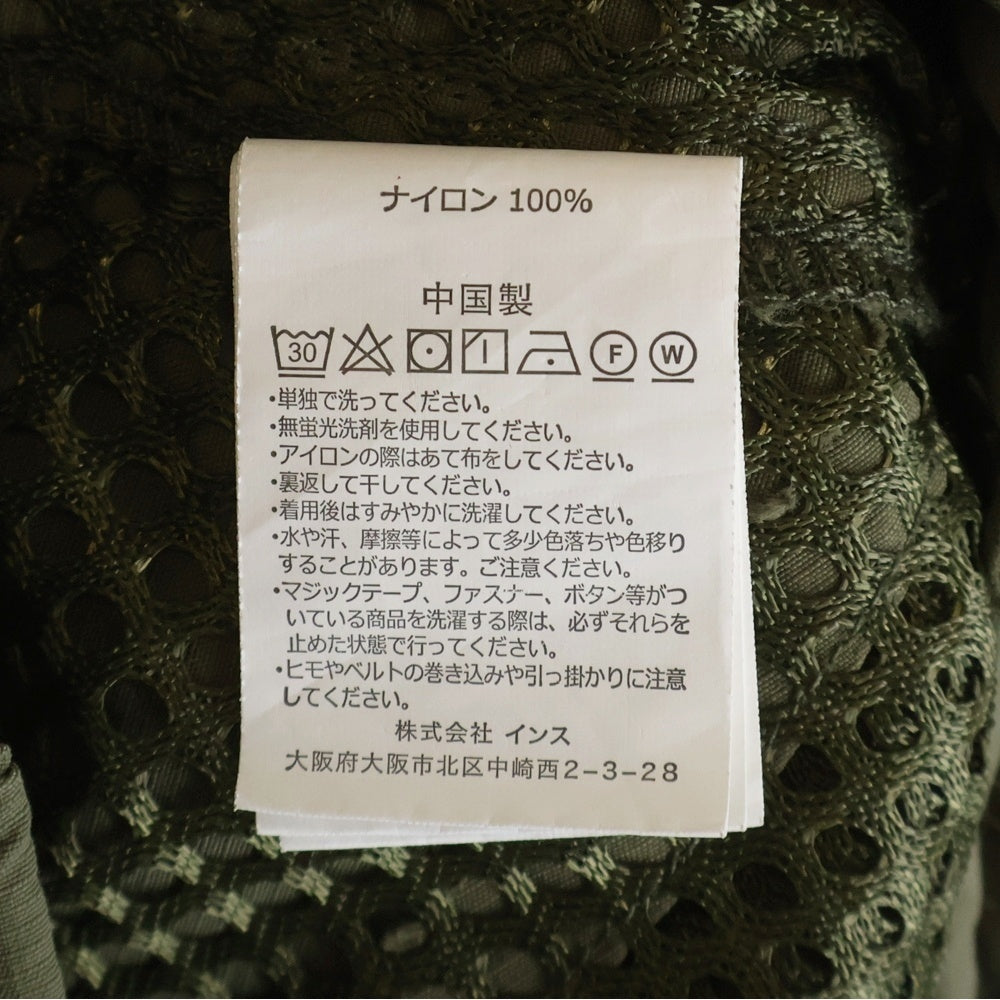 ナイロン 100%
中国製
30 F W
・単独で洗ってください。
・無蛍光洗剤を使用してください。
・アイロンの際はあて布をしてください。
・裏返して干してください。
・着用後はすみやかに洗濯してください。
・水や汗、摩擦等によって多少色落ちや色移り
することがあります。ご注意ください。
・マジックテープ、ファスナー、ボタン等がつ
いている商品を洗濯する際は、必ずそれらを
止めた状態で行ってください。
・ヒモやベルトの巻き込みや引っ掛かりに注意
してください。
株式会社 インス
大阪府大阪市北区中崎西2-3-28